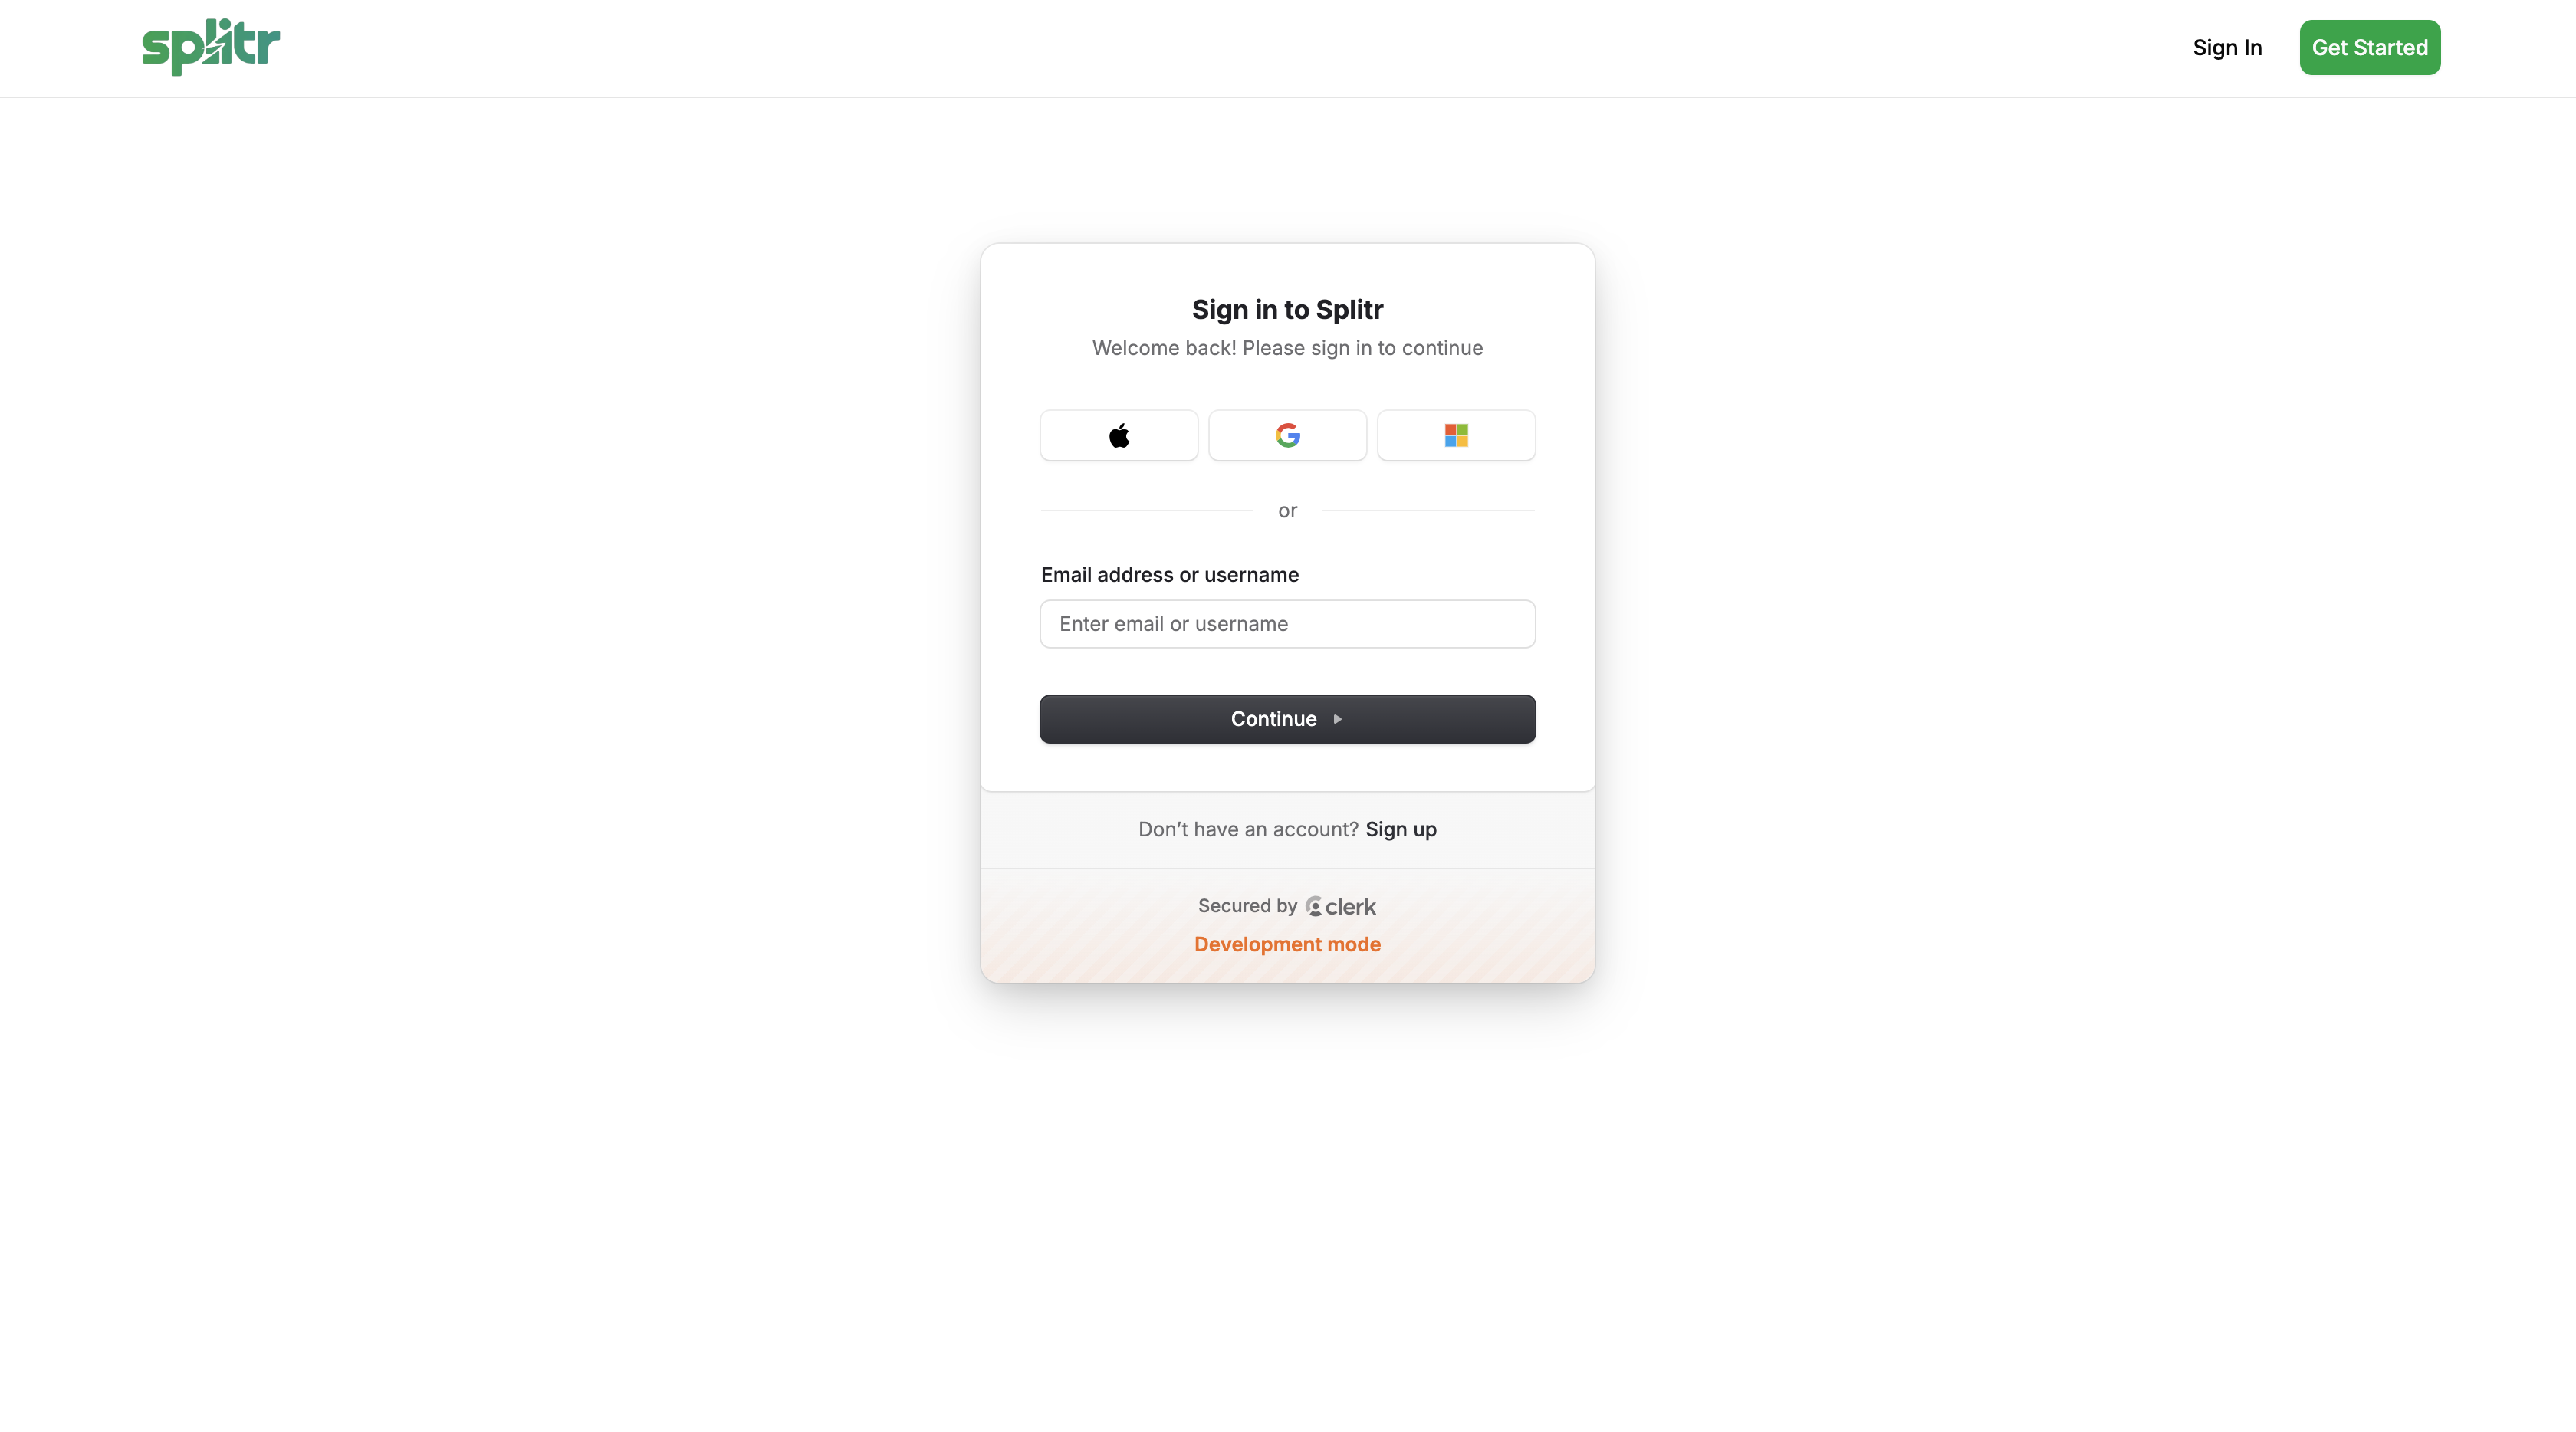 splitr
Sign In
Get Started
Sign in to Splitr
Welcome back! Please sign in to continue
or
Email address or username
Enter email or username
Continue
Don’t have an account? Sign up
Secured by clerk
Development mode